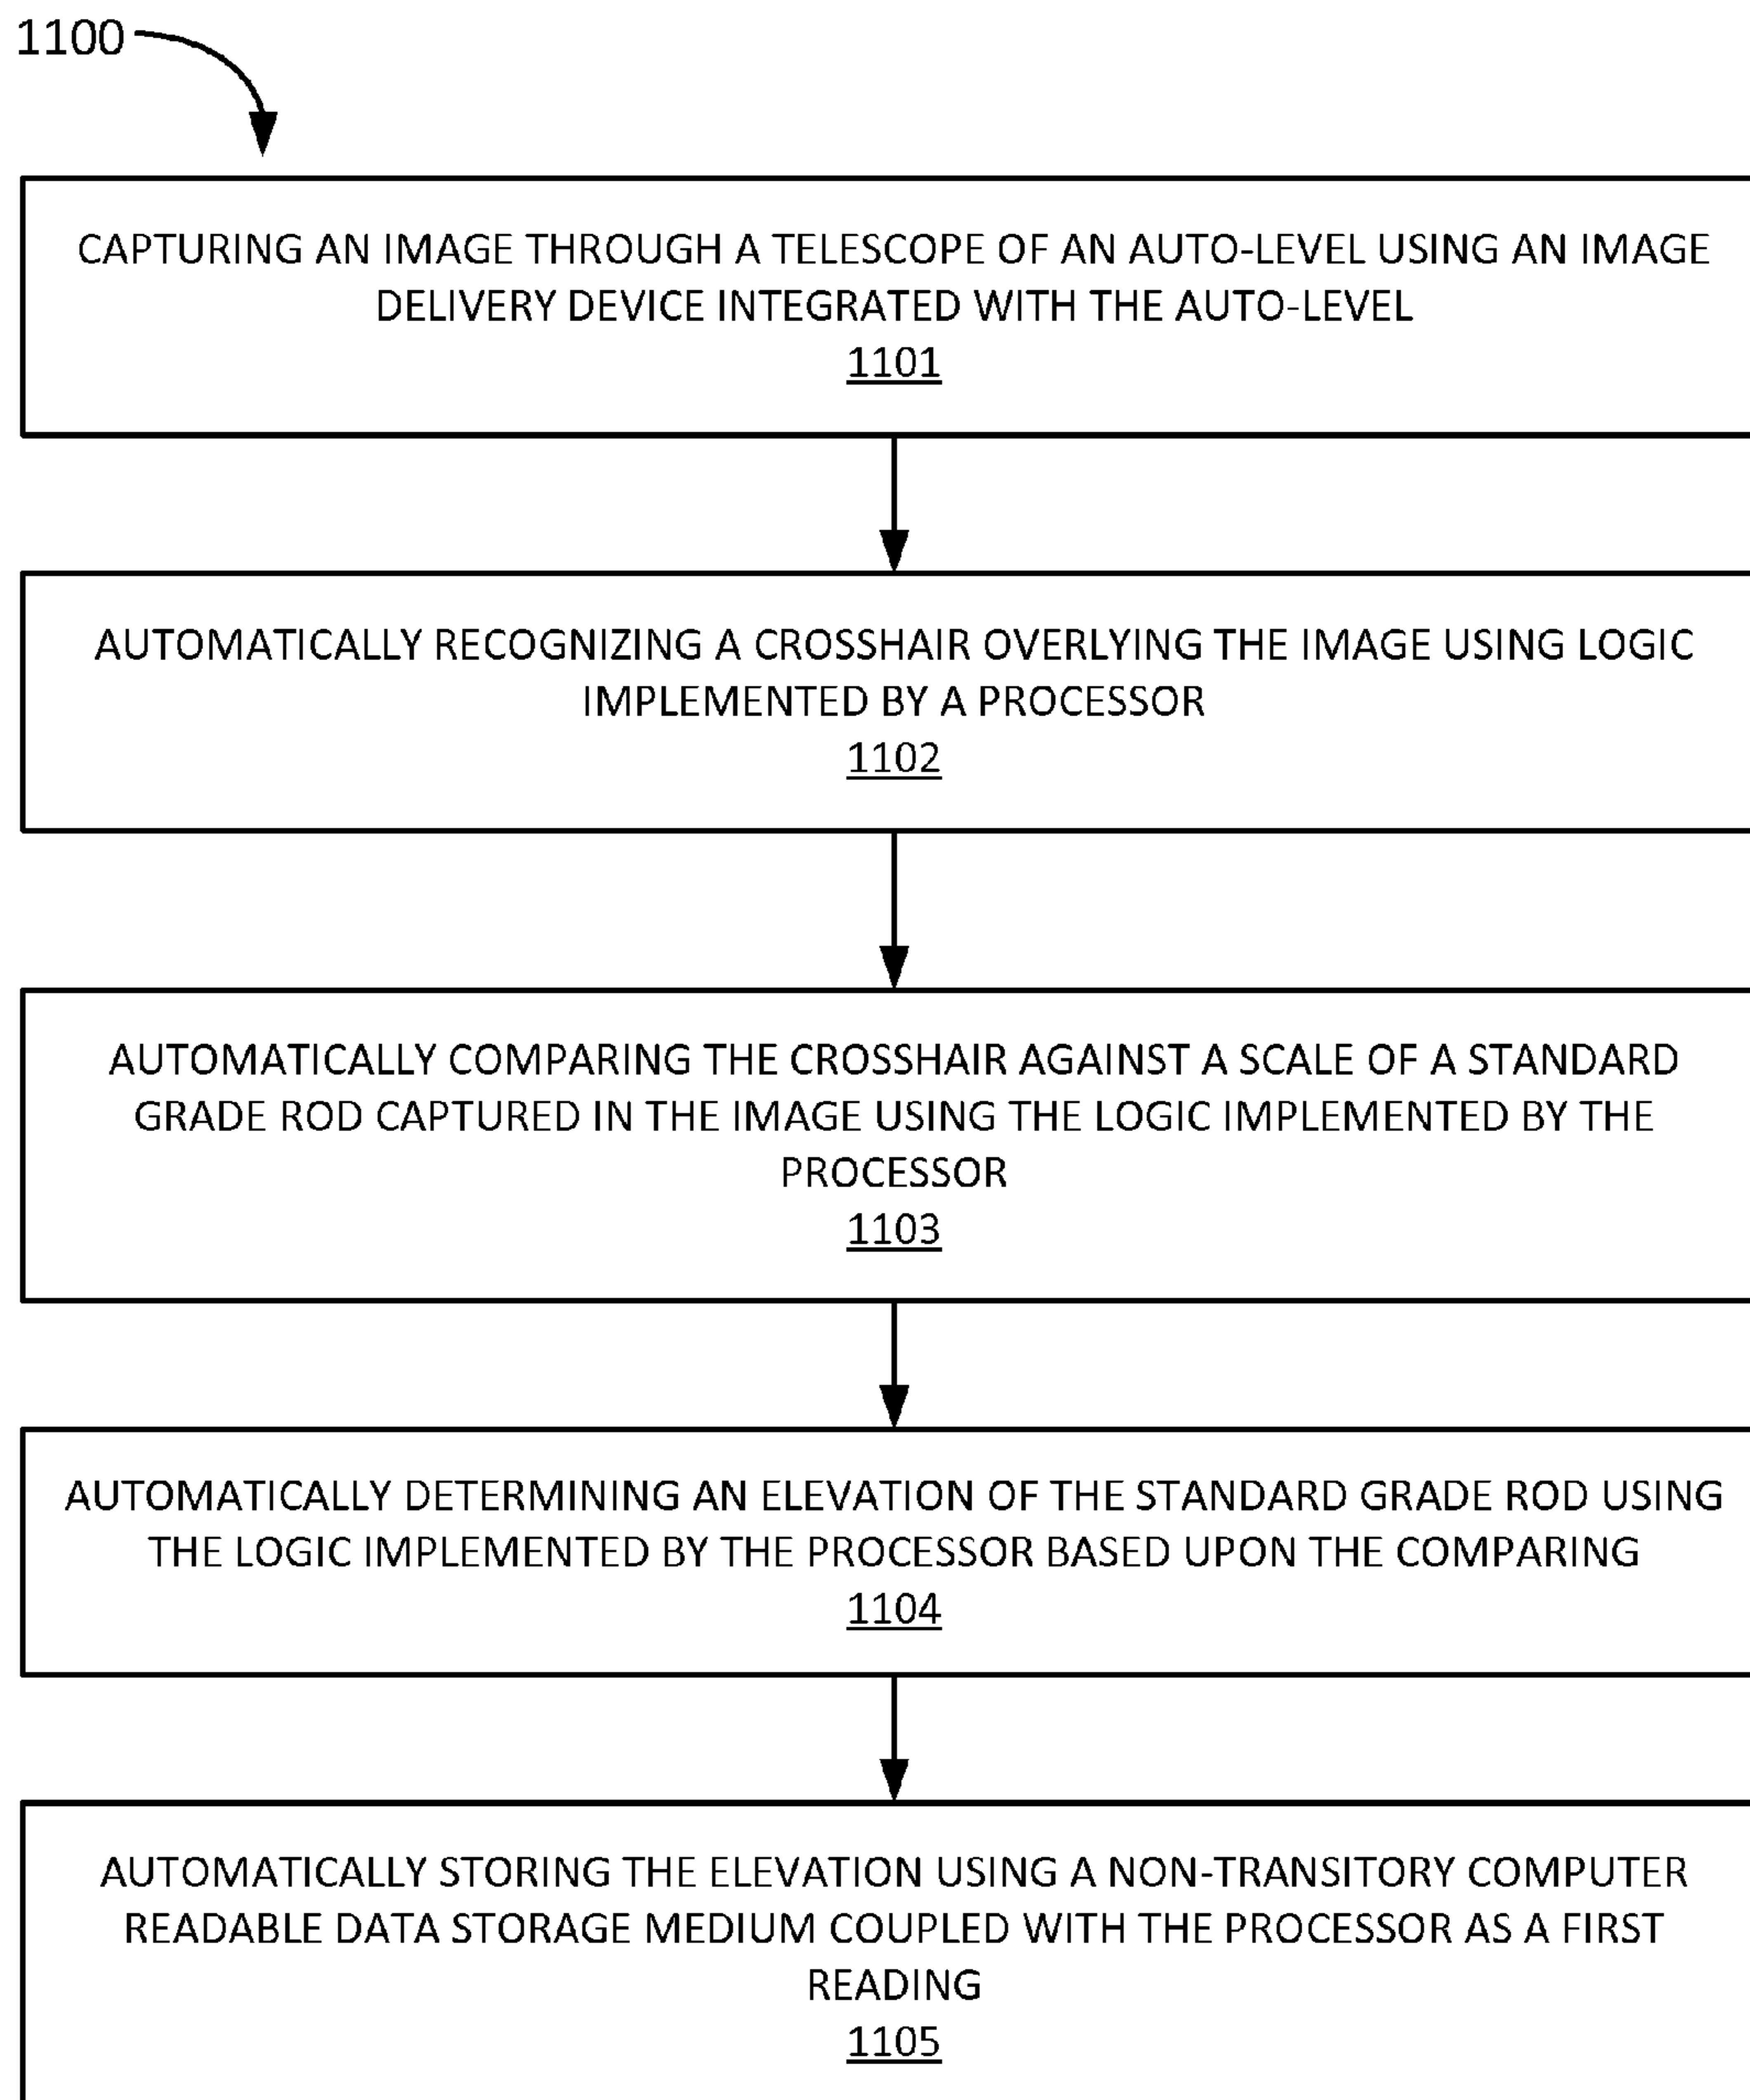 1100
CAPTURING AN IMAGE THROUGH A TELESCOPE OF AN AUTO-LEVEL USING AN IMAGE
DELIVERY DEVICE INTEGRATED WITH THE AUTO-LEVEL
1101
AUTOMATICALLY RECOGNIZING A CROSSHAIR OVERLYING THE IMAGE USING LOGIC
IMPLEMENTED BY A PROCESSOR
1102
AUTOMATICALLY COMPARING THE CROSSHAIR AGAINST A SCALE OF A STANDARD
GRADE ROD CAPTURED IN THE IMAGE USING THE LOGIC IMPLEMENTED BY THE
PROCESSOR
1103
AUTOMATICALLY DETERMINING AN ELEVATION OF THE STANDARD GRADE ROD USING
THE LOGIC IMPLEMENTED BY THE PROCESSOR BASED UPON THE COMPARING
1104
AUTOMATICALLY STORING THE ELEVATION USING A NON-TRANSITORY COMPUTER
READABLE DATA STORAGE MEDIUM COUPLED WITH THE PROCESSOR AS A FIRST
READING
1105